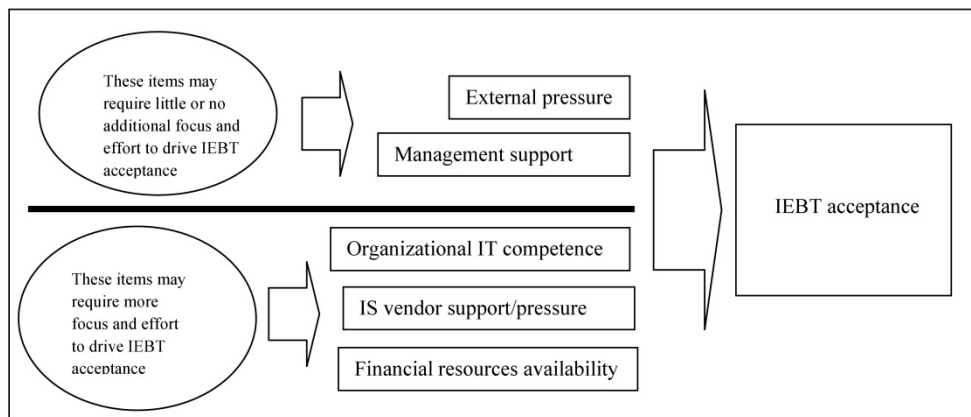 These items may
require little or no
additional focus and
effort to drive IEBT
acceptance
External pressure
Management support
IEBT acceptance
These items may
require more
focus and effort
to drive IEBT
acceptance
Organizational IT competence
IS vendor support/pressure
Financial resources availability